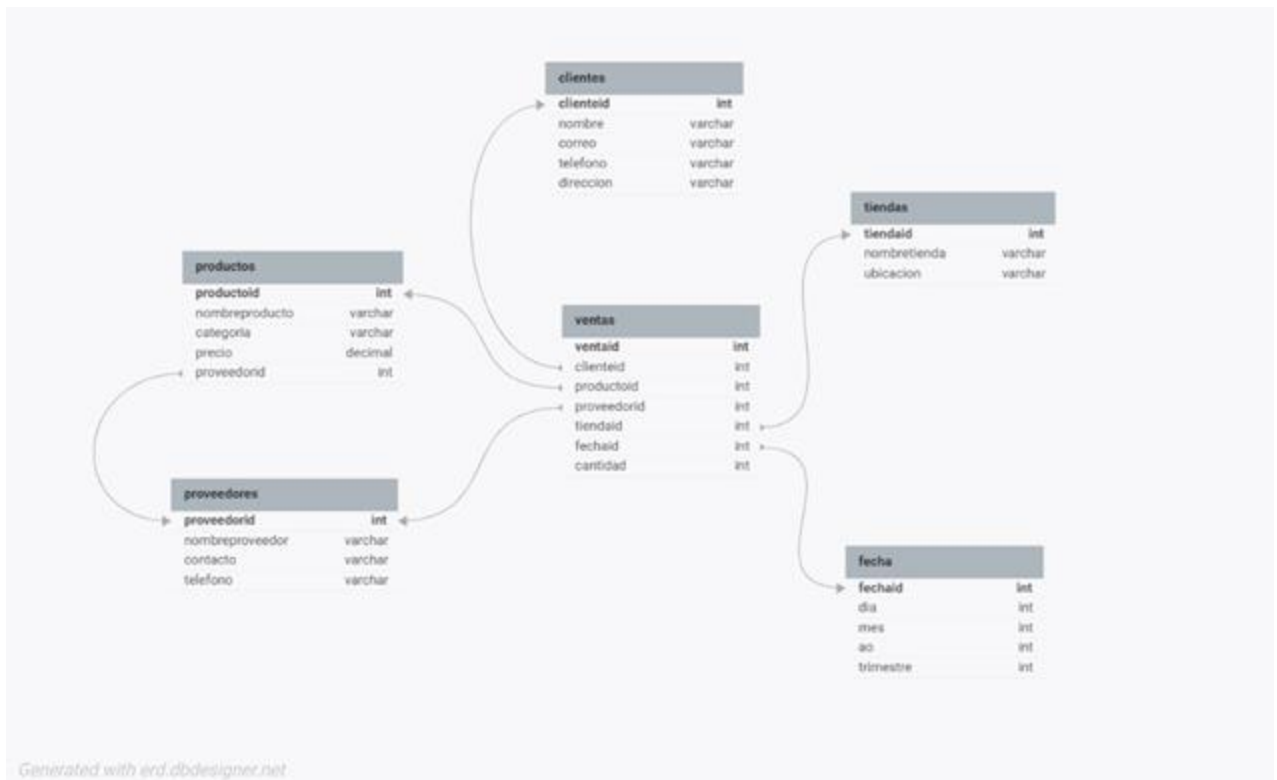 clientes
clienteid int
nombre varchar
correo varchar
telefono varchar
direccion varchar
tiendas
tiendaid int
nombretienda varchar
ubicacion varchar
productos
productoid int
nombreproducto varchar
categoria varchar
precio decimal
proveedorid int
ventas
ventaid int
clienteid int
productoid int
proveedorid int
tiendaid int
fechaid int
cantidad int
proveedores
proveedorid int
nombreproveedor varchar
contacto varchar
telefono varchar
fecha
fechaid int
dia int
mes int
ao int
trimestre int
Generated with erd.dbdesigner.net